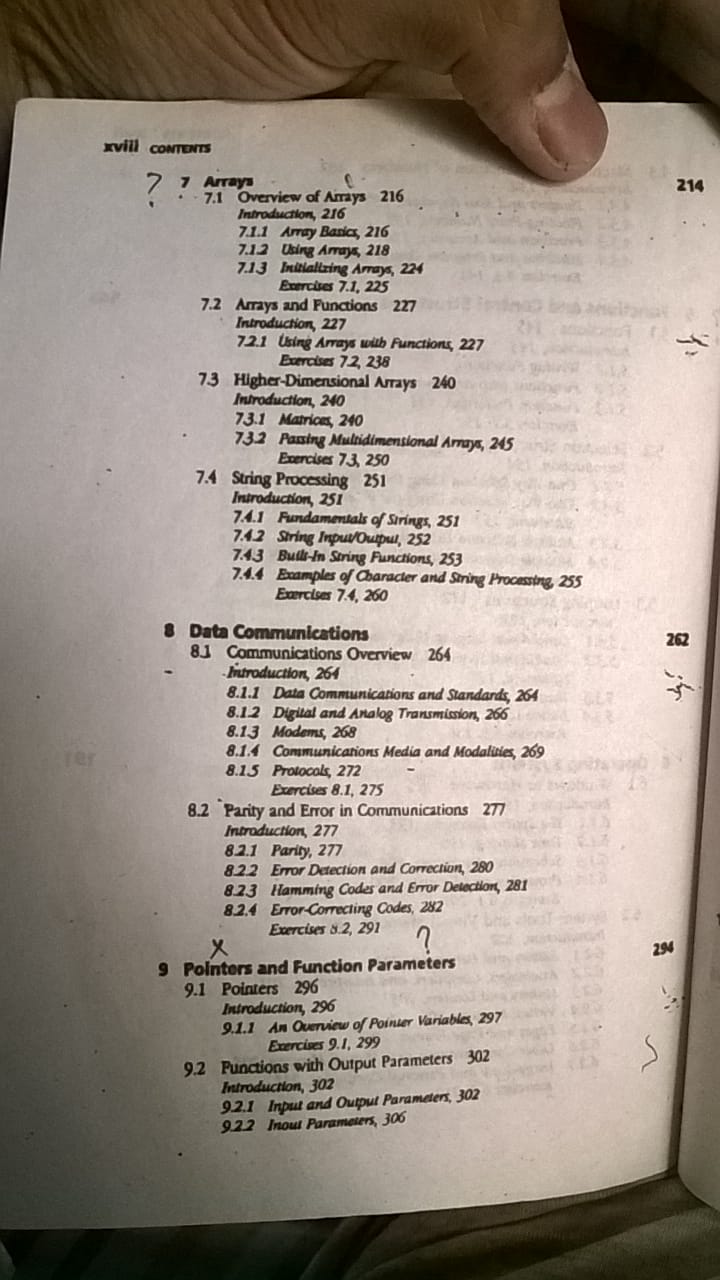 xviii CONTENTS
? 7 Arrays 214
7.1 Overview of Arrays 216
Introduction, 216
7.1.1 Array Basics, 216
7.1.2 Using Arrays, 218
7.1.3 Initializing Arrays, 224
Exercises 7.1, 225
7.2 Arrays and Functions 227
Introduction, 227
7.2.1 Using Arrays with Functions, 227
Exercises 7.2, 238
7.3 Higher-Dimensional Arrays 240
Introduction, 240
7.3.1 Matrices, 240
7.3.2 Passing Multidimensional Arrays, 245
Exercises 7.3, 250
7.4 String Processing 251
Introduction, 251
7.4.1 Fundamentals of Strings, 251
7.4.2 String Input/Output, 252
7.4.3 Built-In String Functions, 253
7.4.4 Examples of Character and String Processing, 255
Exercises 7.4, 260
8 Data Communications 262
8.1 Communications Overview 264
Introduction, 264
8.1.1 Data Communications and Standards, 264
8.1.2 Digital and Analog Transmission, 266
8.1.3 Modems, 268
8.1.4 Communications Media and Modalities, 269
8.1.5 Protocols, 272
Exercises 8.1, 275
8.2 Parity and Error in Communications 277
Introduction, 277
8.2.1 Parity, 277
8.2.2 Error Detection and Correction, 280
8.2.3 Hamming Codes and Error Detection, 281
8.2.4 Error-Correcting Codes, 282
Exercises 8.2, 291
x ?
9 Pointers and Function Parameters 294
9.1 Pointers 296
Introduction, 296
9.1.1 An Overview of Pointer Variables, 297
Exercises 9.1, 299
9.2 Functions with Output Parameters 302
Introduction, 302
9.2.1 Input and Output Parameters, 302
9.2.2 Inout Parameters, 306